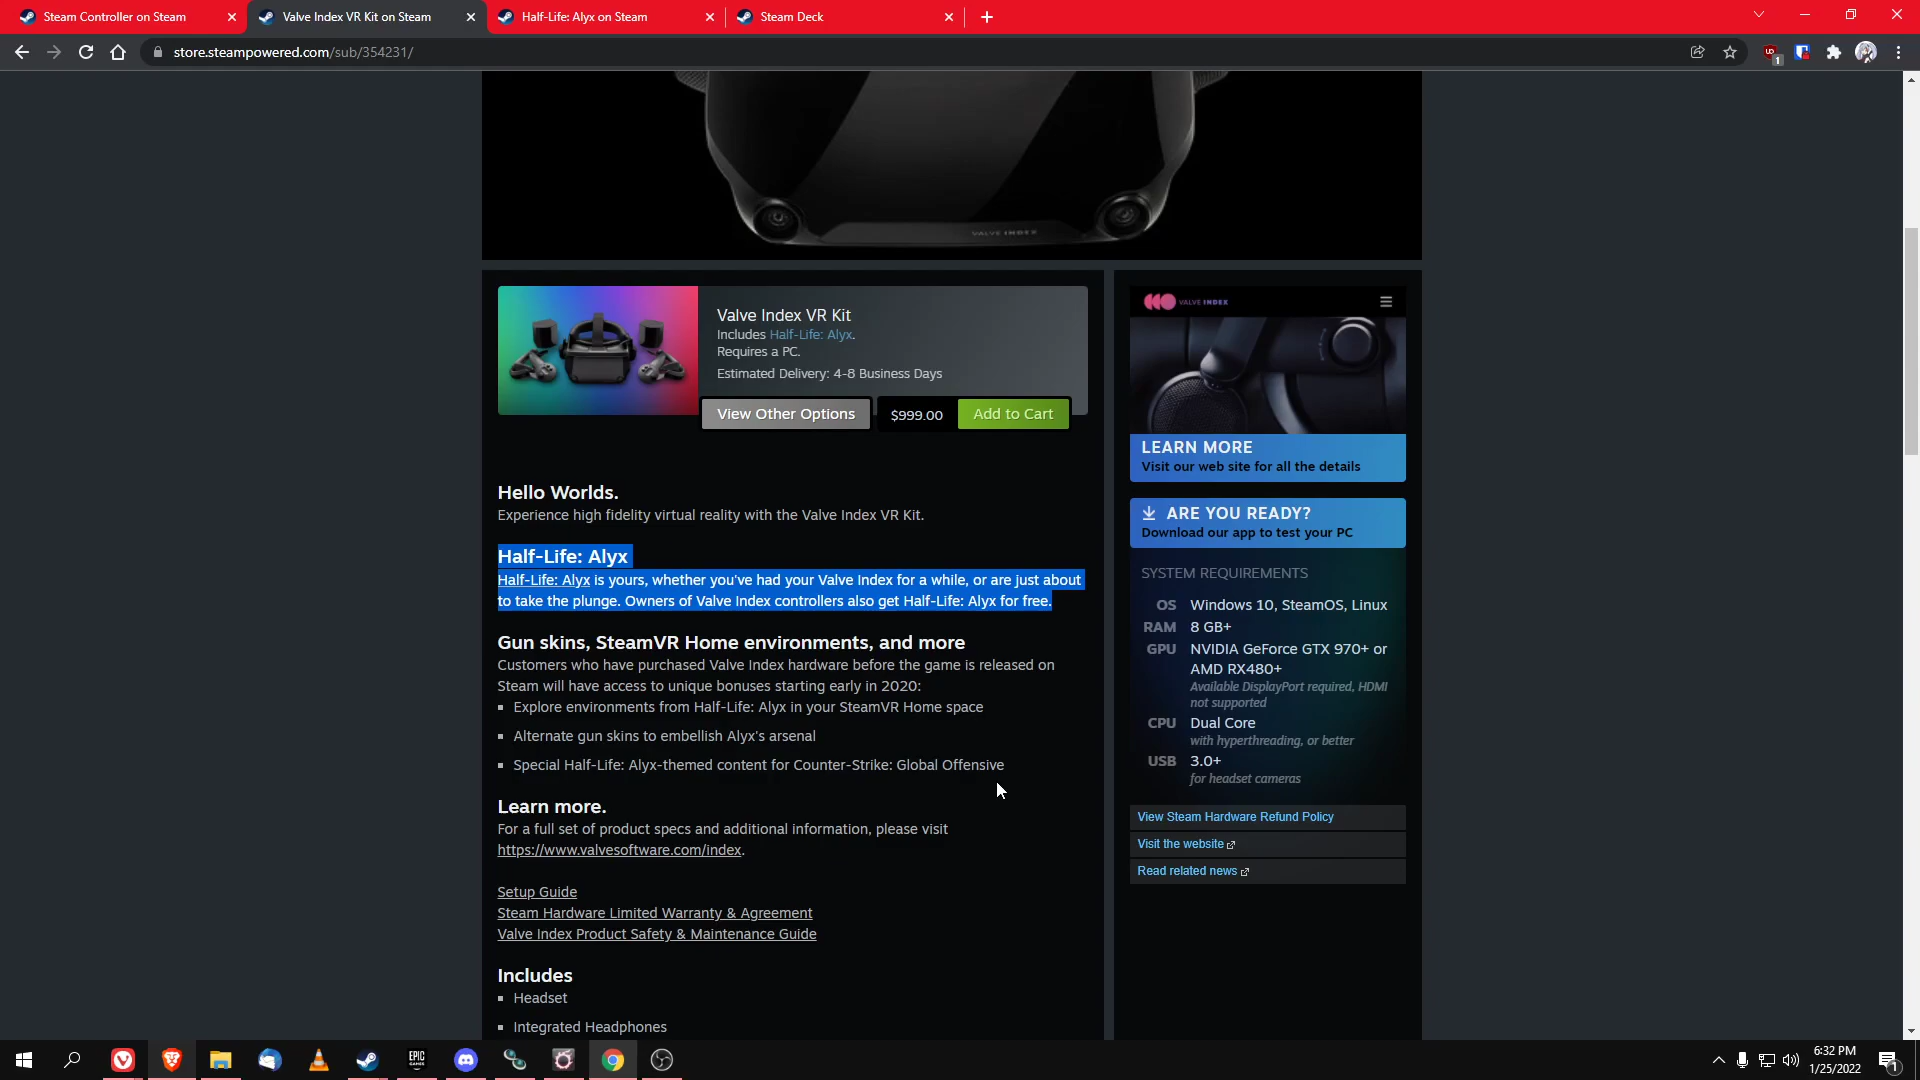 Steam Controller on Steam
Valve Index VR Kit on Steam
Half-Life: Alyx on Steam
Steam Deck
store.steampowered.com/sub/354231/
1
VALVE INDEX
Valve Index VR Kit
Includes Half-Life: Alyx.
Requires a PC.
Estimated Delivery: 4-8 Business Days
View Other Options
$999.00
Add to Cart
Hello Worlds.
Experience high fidelity virtual reality with the Valve Index VR Kit.
Half-Life: Alyx
Half-Life: Alyx is yours, whether you've had your Valve Index for a while, or are just about
to take the plunge. Owners of Valve Index controllers also get Half-Life: Alyx for free.
Gun skins, SteamVR Home environments, and more
Customers who have purchased Valve Index hardware before the game is released on
Steam will have access to unique bonuses starting early in 2020:
Explore environments from Half-Life: Alyx in your SteamVR Home space
Alternate gun skins to embellish Alyx's arsenal
Special Half-Life: Alyx-themed content for Counter-Strike: Global Offensive
Learn more.
For a full set of product specs and additional information, please visit
https://www.valvesoftware.com/index.
Setup Guide
Steam Hardware Limited Warranty & Agreement
Valve Index Product Safety & Maintenance Guide
Includes
Headset
Integrated Headphones
VALVE INDEX
LEARN MORE
Visit our web site for all the details
ARE YOU READY?
Download our app to test your PC
SYSTEM REQUIREMENTS
OS Windows 10, SteamOS, Linux
RAM 8 GB+
GPU NVIDIA GeForce GTX 970+ or
AMD RX480+
Available DisplayPort required, HDMI
not supported
CPU Dual Core
with hyperthreading, or better
USB 3.0+
for headset cameras
View Steam Hardware Refund Policy
Visit the website
Read related news
EPIC
GAMES
6:32 PM
1/25/2022
1